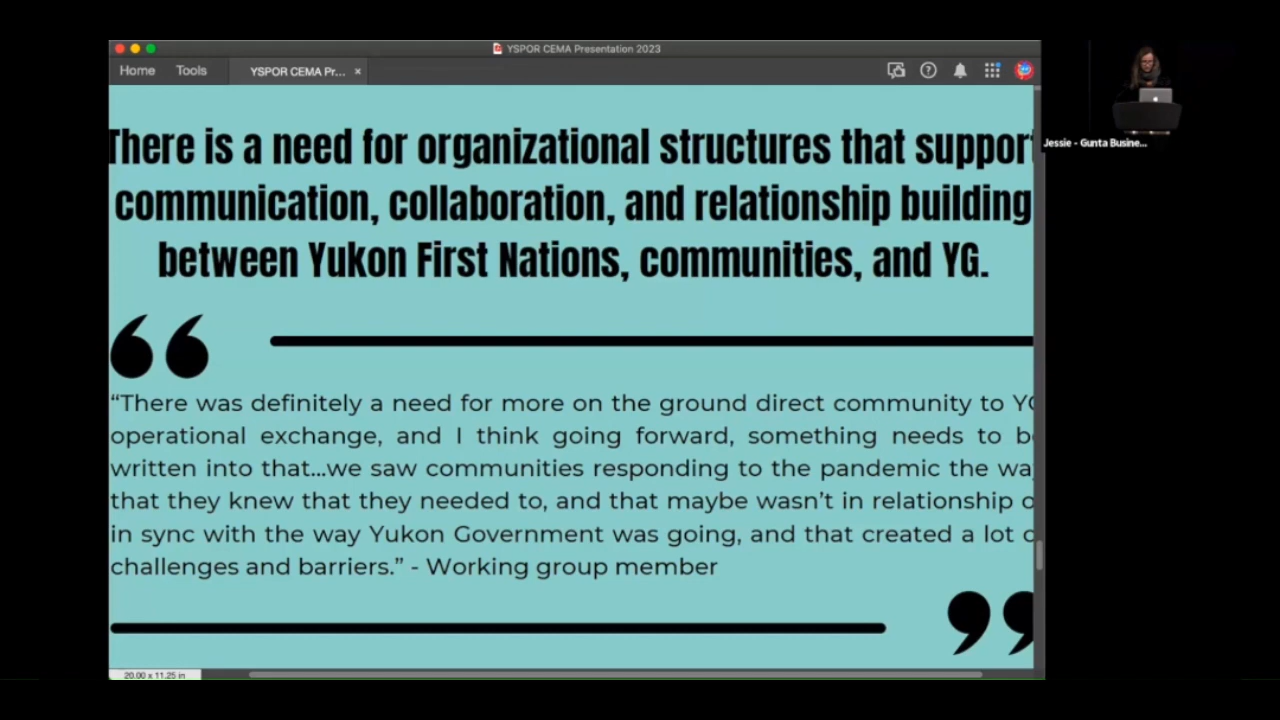 YSPOR CEMA Presentation 2023
Home Tools YSPOR CEMA Pr... ×
There is a need for organizational structures that support
communication, collaboration, and relationship building
between Yukon First Nations, communities, and YG.
“There was definitely a need for more on the ground direct community to YG
operational exchange, and I think going forward, something needs to be
written into that...we saw communities responding to the pandemic the way
that they knew that they needed to, and that maybe wasn’t in relationship o
in sync with the way Yukon Government was going, and that created a lot o
challenges and barriers.” - Working group member
20.00 x 11.25 in
Jessie - Gunta Busine...